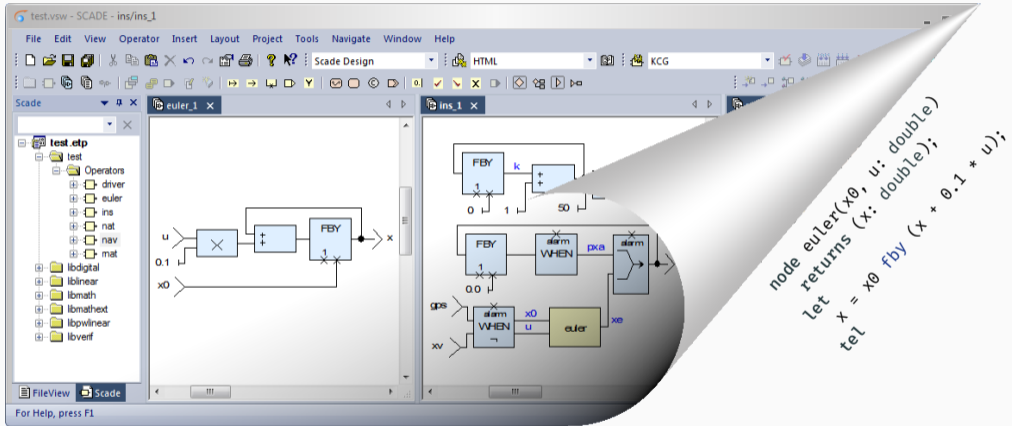 test.vsw - SCADE - ins/ins_1
File Edit View Operator Insert Layout Project Tools Navigate Window Help
Scade Design HTML KCG
Scade
euler_1
ins_1
test.etp
test
Operators
driver
euler
ins
nat
nav
mat
libdigital
liblinear
libmath
libmathext
libpwlinear
libverif
FileView Scade
For Help, press F1
u
0.1
x0
FBY
1
x
FBY
1
k
0
1
50
FBY
1
0.0
alarm
WHEN
pxa
alarm
gps
xv
alarm
WHEN
x0
u
euler
xe
node euler(x0, u: double)
returns (x: double);
let
x = x0 fby (x + 0.1 * u);
tel